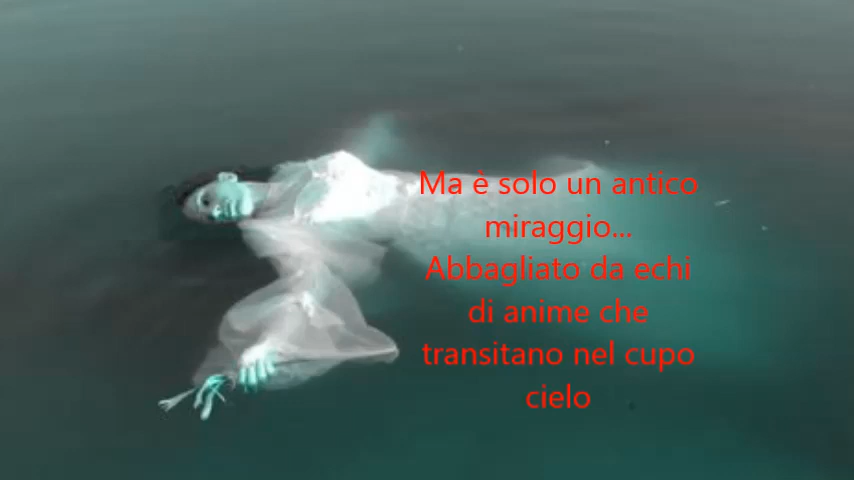 Ma è solo un antico
miraggio...
Abbagliato da echi
di anime che
transitano nel cupo
cielo